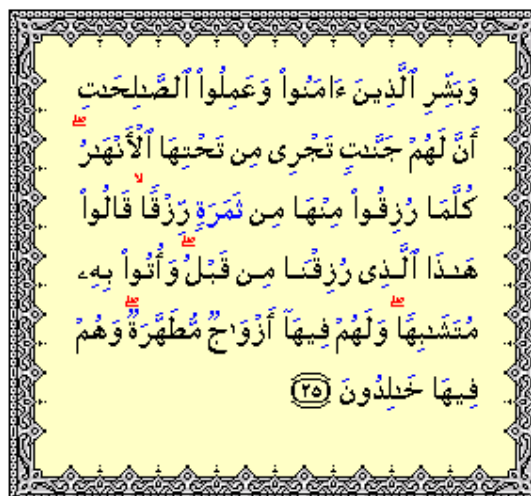 وَبَشِّرِ ٱلَّذِينَ ءَامَنُوا۟ وَعَمِلُوا۟ ٱلصَّـٰلِحَـٰتِ
أَنَّ لَهُمْ جَنَّـٰتٍ تَجْرِى مِن تَحْتِهَا ٱلْأَنْهَـٰرُ ۖ
كُلَّمَا رُزِقُوا۟ مِنْهَا مِن ثَمَرَةٍ رِّزْقًا ۙ قَالُوا۟
هَـٰذَا ٱلَّذِى رُزِقْنَا مِن قَبْلُ ۖ وَأُتُوا۟ بِهِۦ
مُتَشَـٰبِهًا ۖ وَلَهُمْ فِيهَآ أَزْوَٰجٌ مُّطَهَّرَةٌ ۖ وَهُمْ
فِيهَا خَـٰلِدُونَ ﴿٢٥﴾